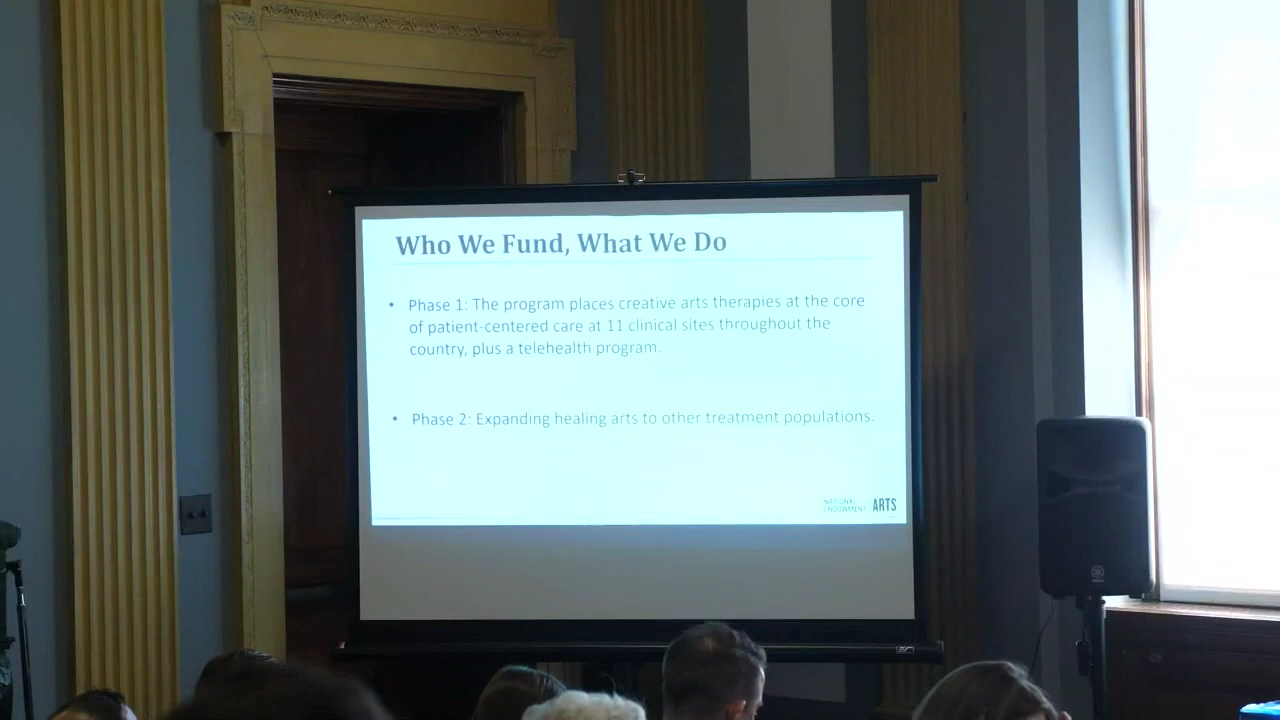 Who We Fund, What We Do
• Phase 1: The program places creative arts therapies at the core
of patient-centered care at 11 clinical sites throughout the
country, plus a telehealth program.
• Phase 2: Expanding healing arts to other treatment populations.
NATIONAL
ENDOWMENT
ARTS